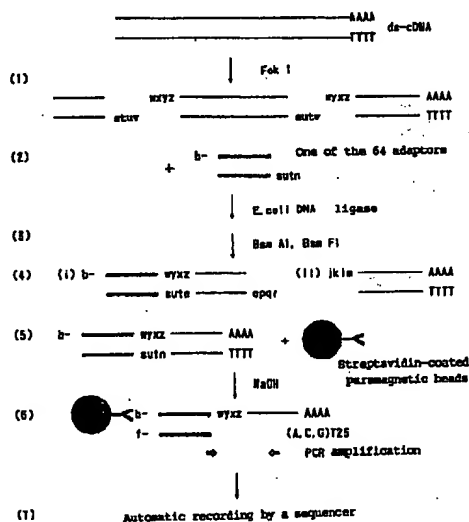 AAAA
ds-cDNA
TTTT
Fok I
(1) wxyz wyxz AAAA
stuv sutv TTTT
(2) + b- One of the 64 adaptors
sutn
E.coli DNA ligase
(3)
Bsm AI, Bsm FI
(4) (i) b- wyxz (ii) jklm AAAA
sutn opqr TTTT
(5) b- wyxz AAAA +
sutn TTTT
Streptavidin-coated
paramagnetic beads
NaOH
(6) b- wyxz AAAA
f- (A,C,G)T25
PCR amplification
(7) Automatic recording by a sequencer